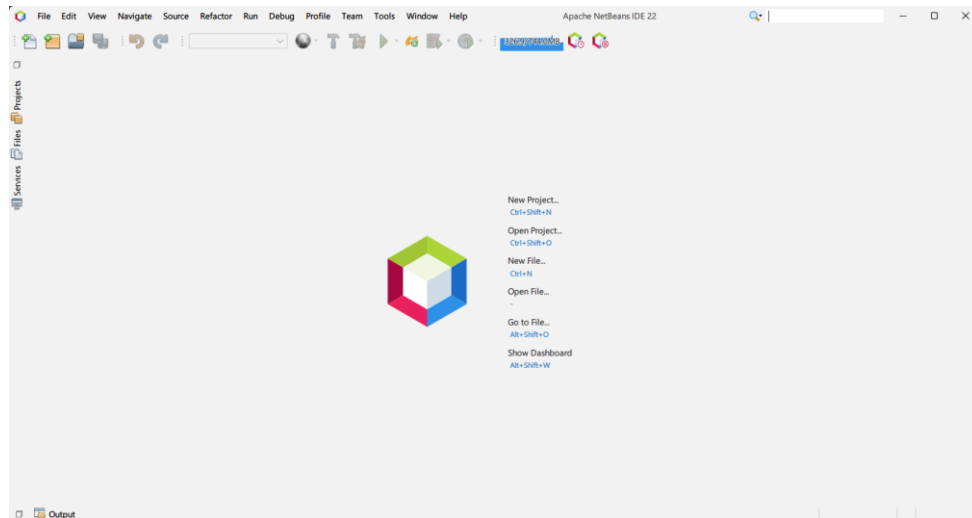 File Edit View Navigate Source Refactor Run Debug Profile Team Tools Window Help Apache NetBeans IDE 22
Projects
Files
Services
New Project...
Ctrl+Shift+N
Open Project...
Ctrl+Shift+O
New File...
Ctrl+N
Open File...
-
Go to File...
Alt+Shift+O
Show Dashboard
Alt+Shift+W
Output